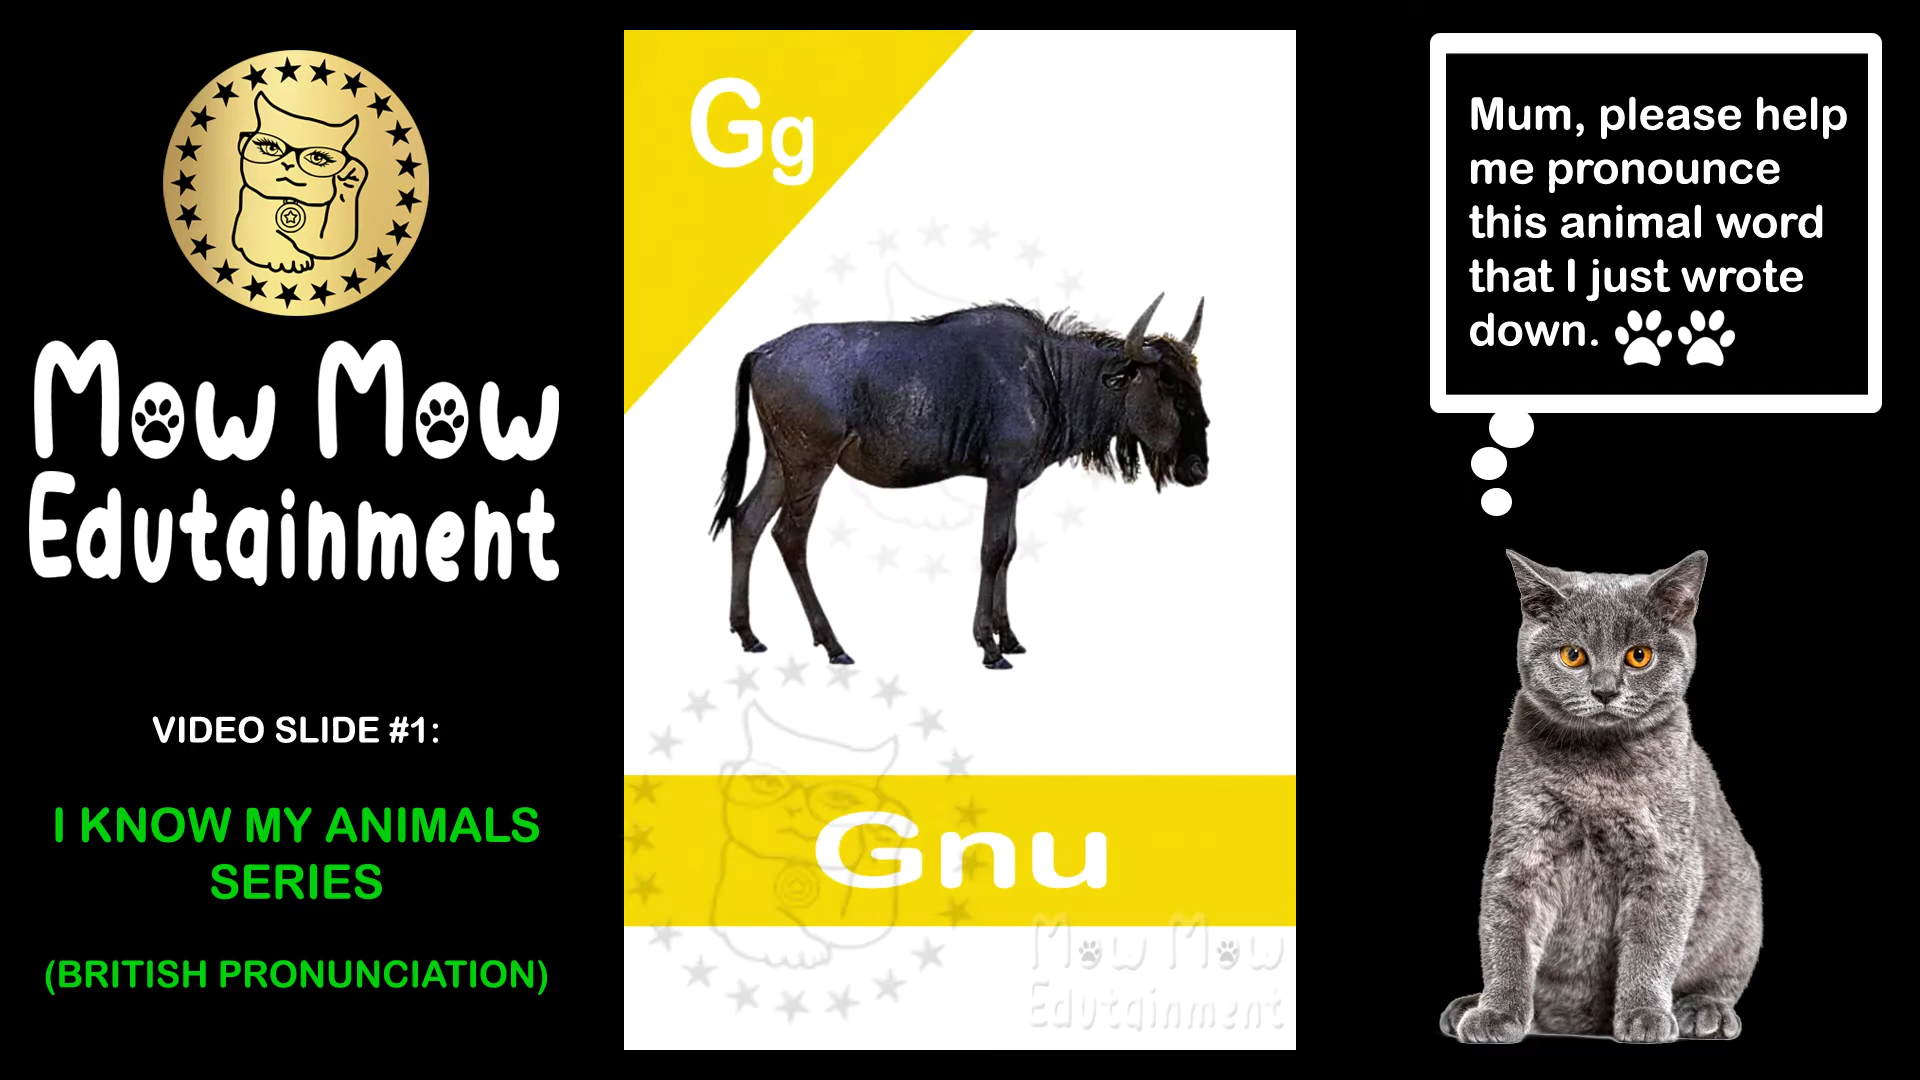 Mow Mow
Edutainment
VIDEO SLIDE #1:
I KNOW MY ANIMALS
SERIES
(BRITISH PRONUNCIATION)
Gg
Gnu
Mow Mow
Edutainment
Mum, please help
me pronounce
this animal word
that I just wrote
down.